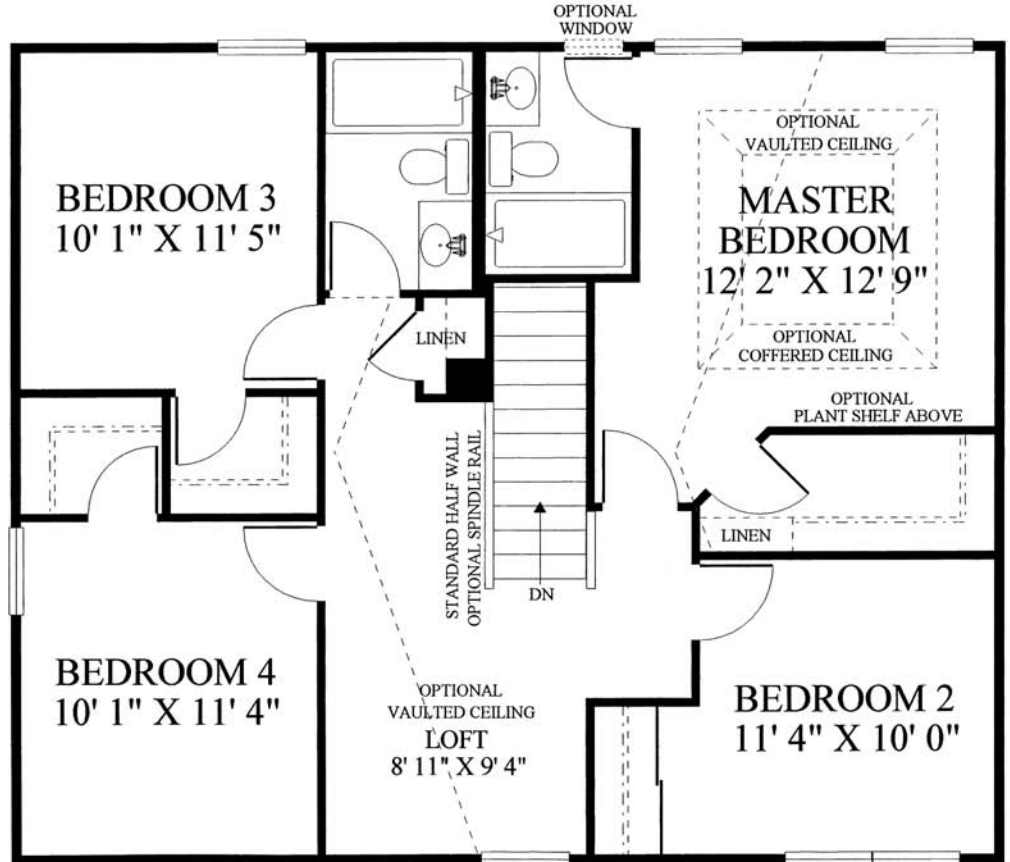 OPTIONAL
WINDOW
OPTIONAL
VAULTED CEILING
BEDROOM 3
10' 1" X 11' 5"
MASTER
BEDROOM
12' 2" X 12' 9"
LINEN
OPTIONAL
COFFERED CEILING
OPTIONAL
PLANT SHELF ABOVE
STANDARD HALF WALL
OPTIONAL SPINDLE RAIL
LINEN
DN
BEDROOM 4
10' 1" X 11' 4"
OPTIONAL
VAULTED CEILING
LOFT
8' 11" X 9' 4"
BEDROOM 2
11' 4" X 10' 0"